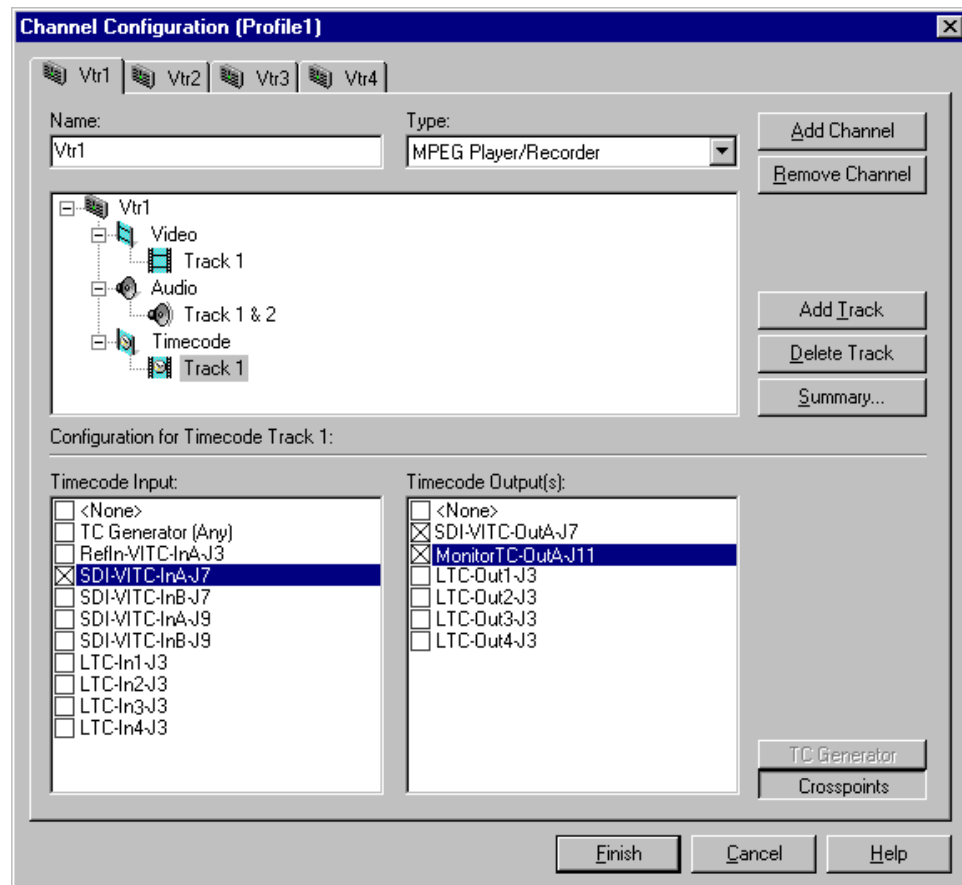 Channel Configuration (Profile1)
Vtr1
Vtr2
Vtr3
Vtr4
Name:
Vtr1
Type:
MPEG Player/Recorder
Add Channel
Remove Channel
Vtr1
Video
Track 1
Audio
Track 1 & 2
Timecode
Track 1
Add Track
Delete Track
Summary...
Configuration for Timecode Track 1:
Timecode Input:
<None>
TC Generator (Any)
RefIn-VITC-InA-J3
SDI-VITC-InA-J7
SDI-VITC-InB-J7
SDI-VITC-InA-J9
SDI-VITC-InB-J9
LTC-In1-J3
LTC-In2-J3
LTC-In3-J3
LTC-In4-J3
Timecode Output(s):
<None>
SDI-VITC-OutA-J7
MonitorTC-OutA-J11
LTC-Out1-J3
LTC-Out2-J3
LTC-Out3-J3
LTC-Out4-J3
TC Generator
Crosspoints
Finish
Cancel
Help